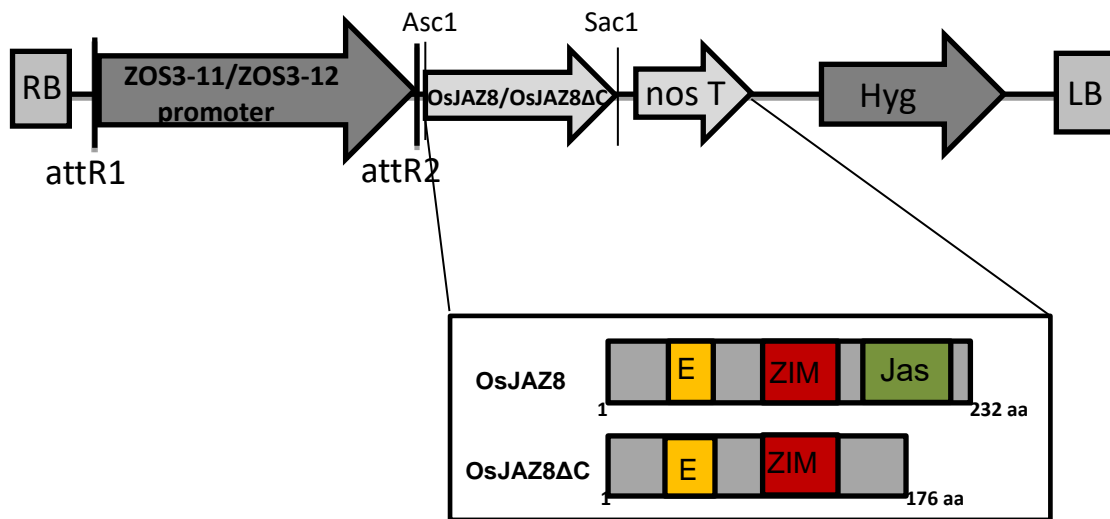 Asc1
Sac1
RB
ZOS3-11/ZOS3-12
promoter
OsJAZ8/OsJAZ8ΔC
nos T
Hyg
LB
attR1
attR2
OsJAZ8
E
ZIM
Jas
1
232 aa
OsJAZ8ΔC
E
ZIM
1
176 aa